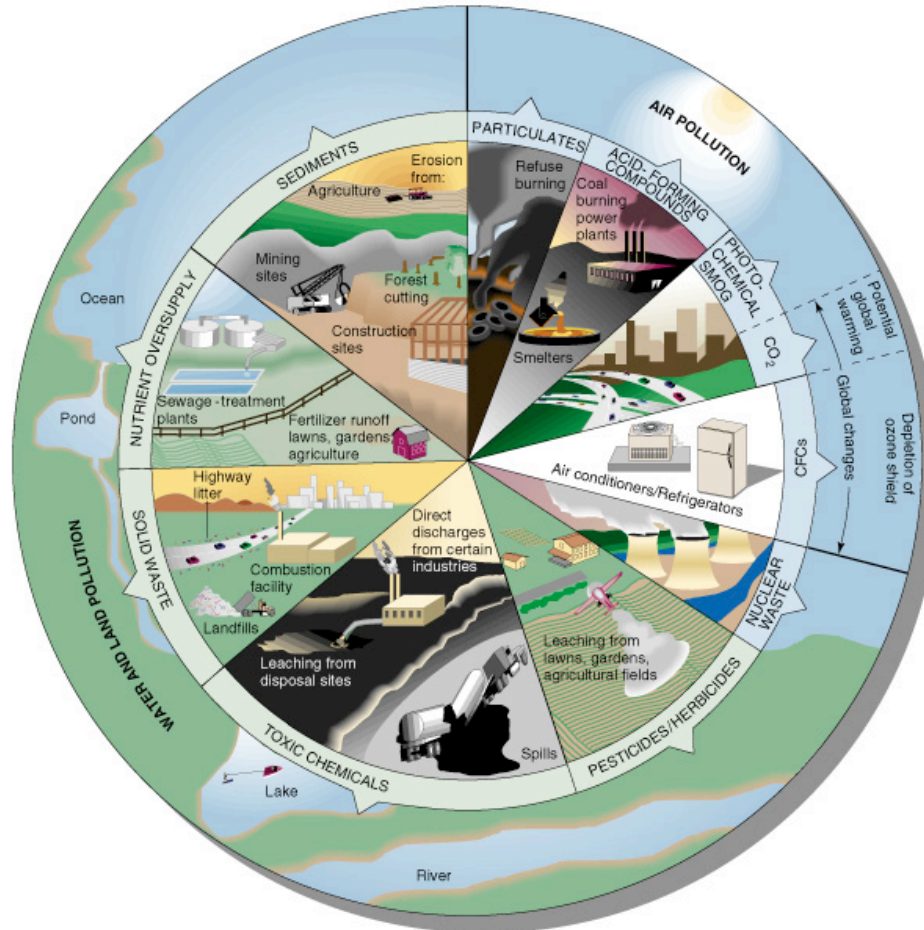 AIR POLLUTION
PARTICULATES
Refuse
burning
ACID-FORMING
COMPOUNDS
Coal
burning
power
plants
Smelters
PHOTO-
CHEMICAL
SMOG
CO2
Potential
global
warming
Global changes
Depletion of
ozone shield
CFCs
Air conditioners/Refrigerators
NUCLEAR
WASTE
PESTICIDES/HERBICIDES
Leaching from
lawns, gardens,
agricultural fields
TOXIC CHEMICALS
Direct
discharges
from certain
industries
Leaching from
disposal sites
Spills
SOLID WASTE
Highway
litter
Combustion
facility
Landfills
NUTRIENT OVERSUPPLY
Sewage-treatment
plants
Fertilizer runoff
lawns, gardens,
agriculture
SEDIMENTS
Erosion
from:
Agriculture
Mining
sites
Forest
cutting
Construction
sites
WATER AND LAND POLLUTION
Ocean
Pond
Lake
River